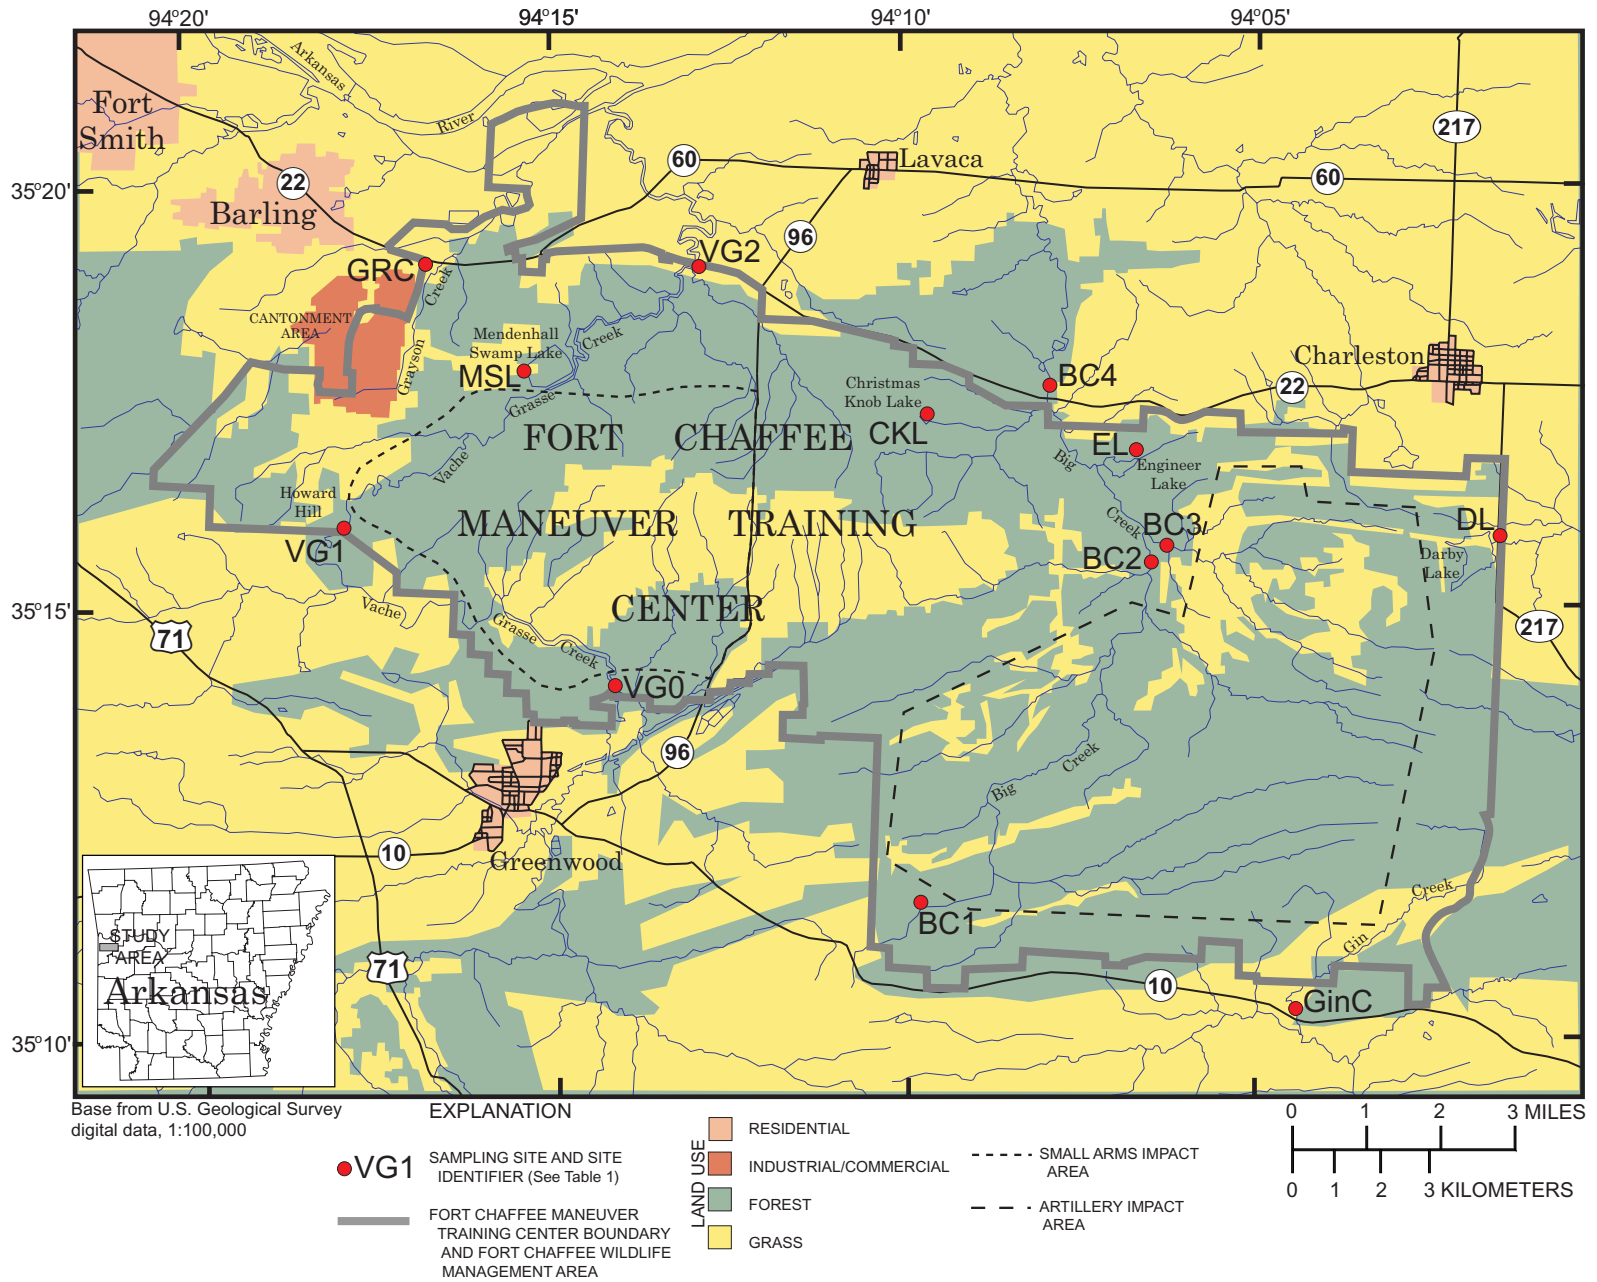 94°20'
94°15'
94°10'
94°05'
35°20'
35°15'
35°10'
Arkansas
River
Fort
Smith
22
Barling
60
Lavaca
60
217
96
GRC
Creek
VG2
CANTONMENT
AREA
Grayson
Mendenhall
Swamp Lake
Creek
MSL
Grasse
Vache
Christmas
Knob Lake
CKL
BC4
Charleston
22
FORT CHAFFEE
EL
Engineer
Lake
Big
Creek
Howard
Hill
VG1
MANEUVER TRAINING
BC3
BC2
DL
Darby
Lake
CENTER
Vache
71
Grasse
Creek
VG0
217
96
Big
Creek
10
Greenwood
BC1
Creek
Gin
10
GinC
71
STUDY
AREA
Arkansas
Base from U.S. Geological Survey
digital data, 1:100,000
EXPLANATION
VG1
SAMPLING SITE AND SITE
IDENTIFIER (See Table 1)
FORT CHAFFEE MANEUVER
TRAINING CENTER BOUNDARY
AND FORT CHAFFEE WILDLIFE
MANAGEMENT AREA
LAND USE
RESIDENTIAL
INDUSTRIAL/COMMERCIAL
FOREST
GRASS
SMALL ARMS IMPACT
AREA
ARTILLERY IMPACT
AREA
0 1 2 3 MILES
0 1 2 3 KILOMETERS